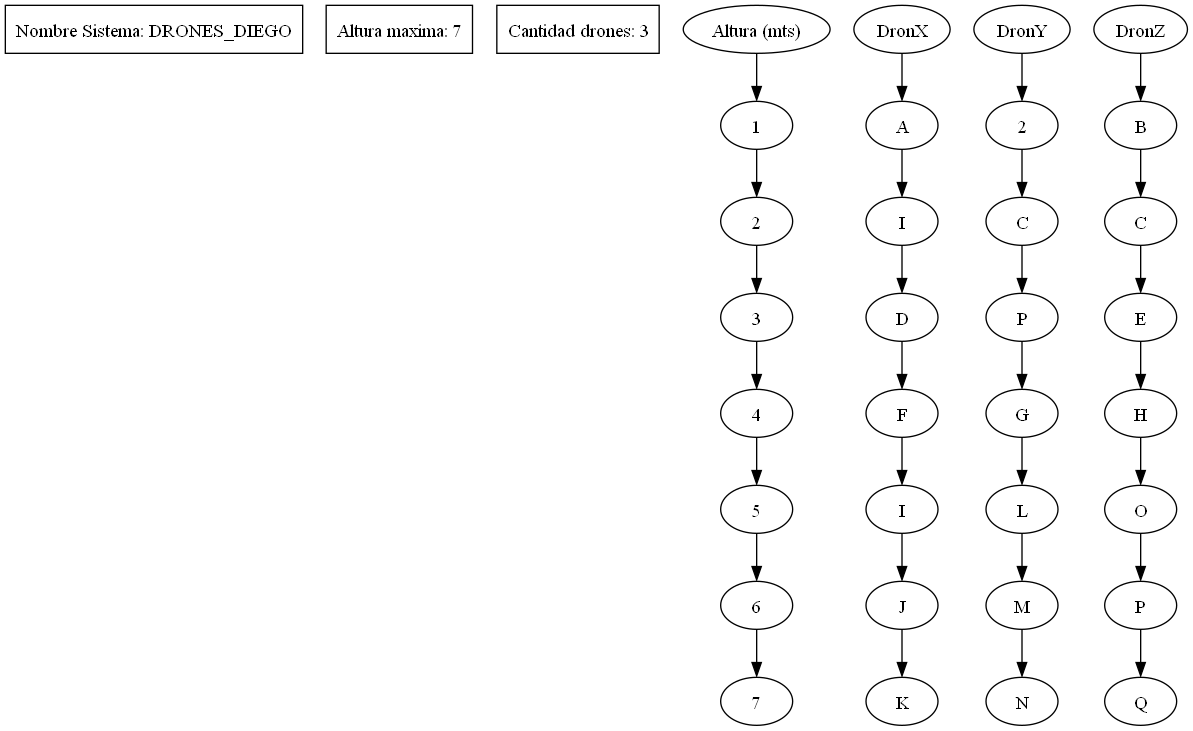 Nombre Sistema: DRONES_DIEGO
Altura maxima: 7
Cantidad drones: 3
Altura (mts)
DronX
DronY
DronZ
1
A
2
B
2
I
C
C
3
D
P
E
4
F
G
H
5
I
L
O
6
J
M
P
7
K
N
Q